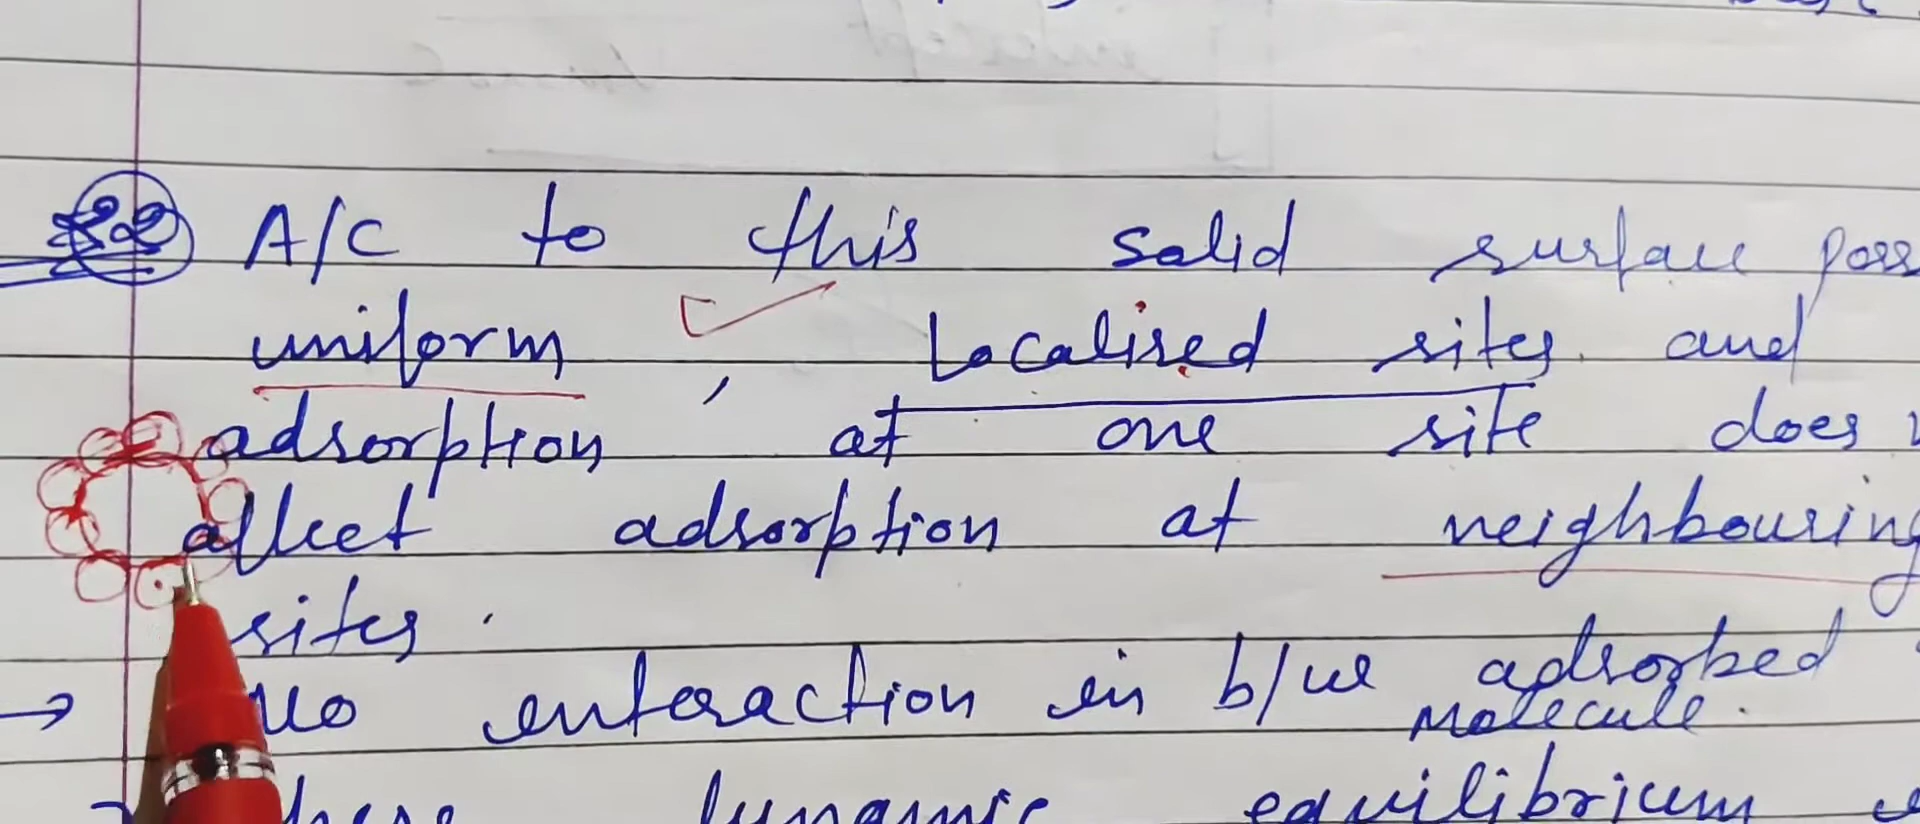 A/C to this solid surface poss
uniform, Localised sites and
adsorption at one site does
affect adsorption at neighbouring
sites.
→ No interaction in b/w adsorbed
molecule.
equilibrium